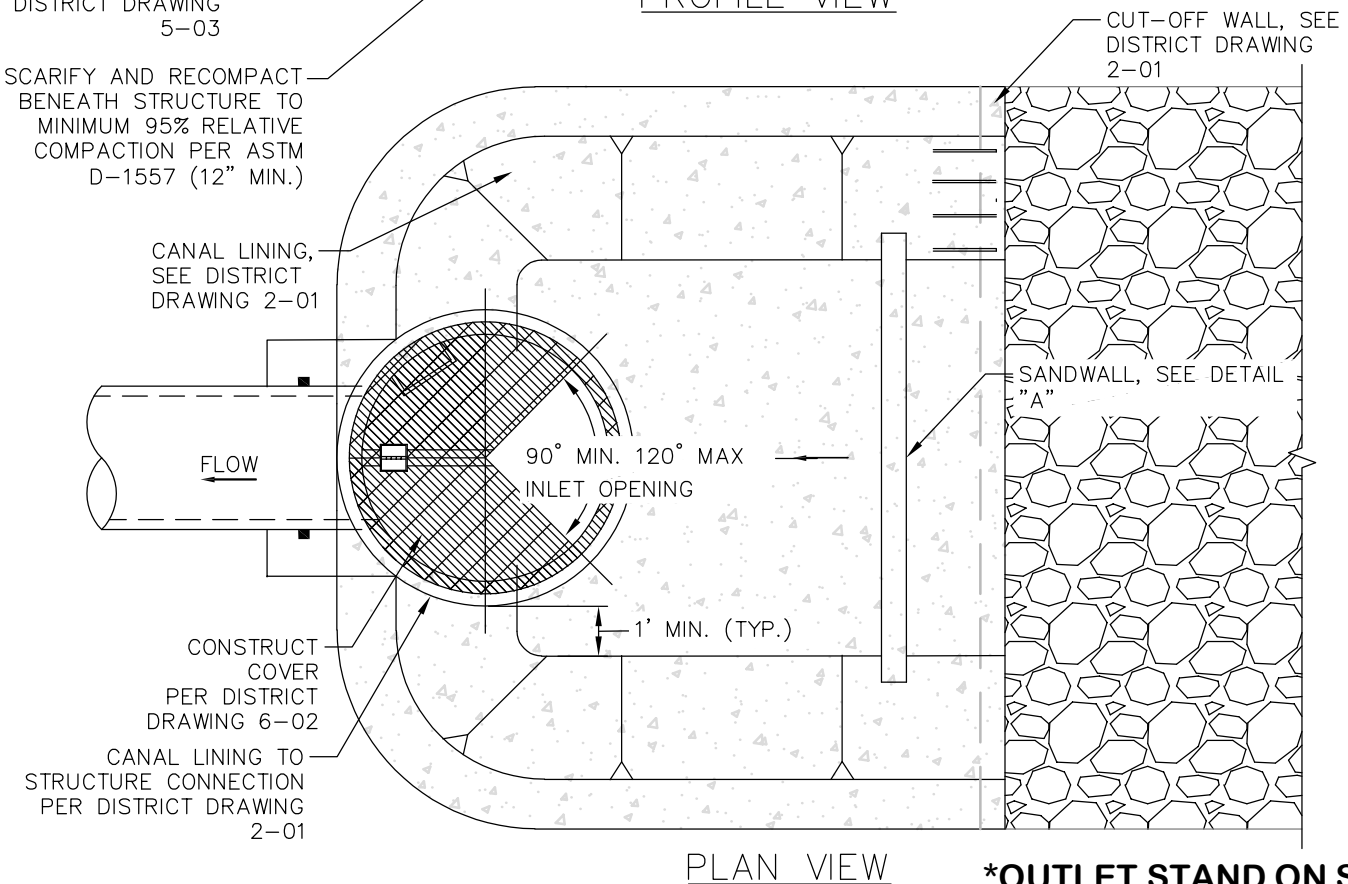 DISTRICT DRAWING
5-03
PROFILE VIEW
CUT-OFF WALL, SEE
DISTRICT DRAWING
2-01
SCARIFY AND RECOMPACT
BENEATH STRUCTURE TO
MINIMUM 95% RELATIVE
COMPACTION PER ASTM
D-1557 (12" MIN.)
CANAL LINING,
SEE DISTRICT
DRAWING 2-01
SANDWALL, SEE DETAIL
"A"
FLOW
90° MIN. 120° MAX
INLET OPENING
1' MIN. (TYP.)
CONSTRUCT
COVER
PER DISTRICT
DRAWING 6-02
CANAL LINING TO
STRUCTURE CONNECTION
PER DISTRICT DRAWING
2-01
PLAN VIEW
*OUTLET STAND ON S